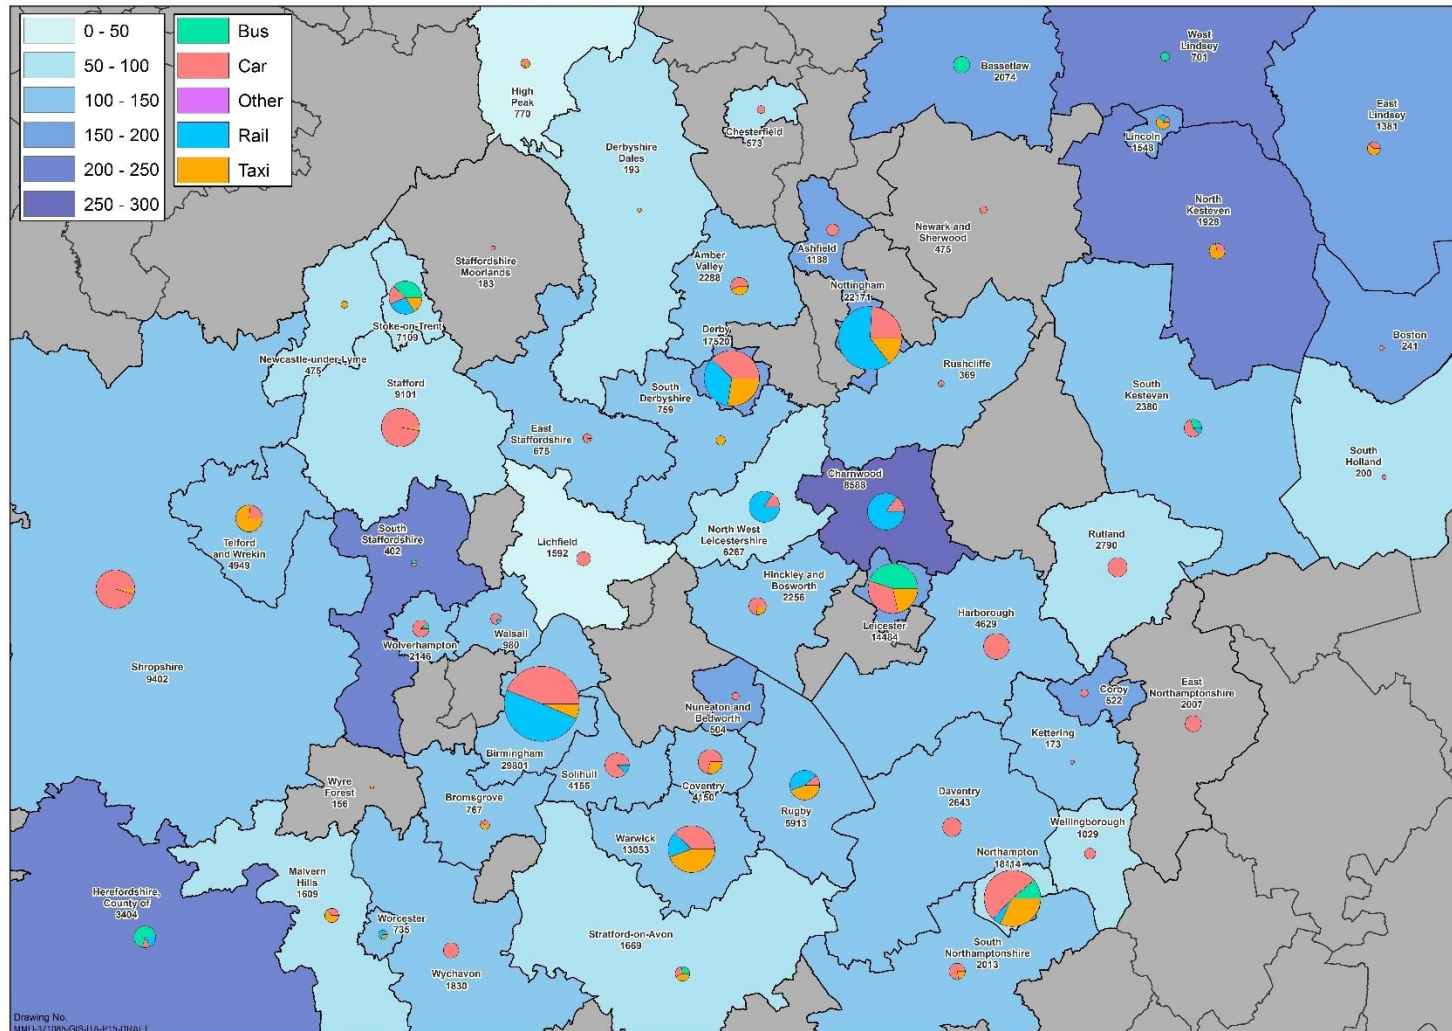 0 - 50
50 - 100
100 - 150
150 - 200
200 - 250
250 - 300
Bus
Car
Other
Rail
Taxi
High
Peak
770
Derbyshire
Dales
193
Chesterfield
573
Bassetlaw
2074
West
Lindsey
701
Lincoln
1548
East
Lindsey
1381
Staffordshire
Moorlands
183
Amber
Valley
2288
Ashfield
1188
Newark and
Sherwood
475
North
Kesteven
1928
Nottingham
22171
Stoke-on-Trent
7109
Newcastle-under-Lyme
475
Derby
17520
Boston
241
Rushcliffe
369
South
Kesteven
2380
Stafford
9101
South
Derbyshire
759
East
Staffordshire
675
South
Holland
200
Charnwood
8588
Telford
and Wrekin
4949
South
Staffordshire
402
Lichfield
1592
North West
Leicestershire
6267
Rutland
2790
Hinckley and
Bosworth
2256
Leicester
14484
Harborough
4629
Shropshire
9402
Wolverhampton
2146
Walsall
980
Nuneaton and
Bedworth
504
Corby
522
East
Northamptonshire
2007
Kettering
173
Birmingham
29801
Solihull
4155
Coventry
4150
Rugby
5913
Daventry
2643
Wyre
Forest
156
Bromsgrove
767
Warwick
13053
Wellingborough
1029
Northampton
18414
Malvern
Hills
1609
Herefordshire,
County of
3404
Worcester
735
Wychavon
1830
Stratford-on-Avon
1669
South
Northamptonshire
2013
Drawing No.